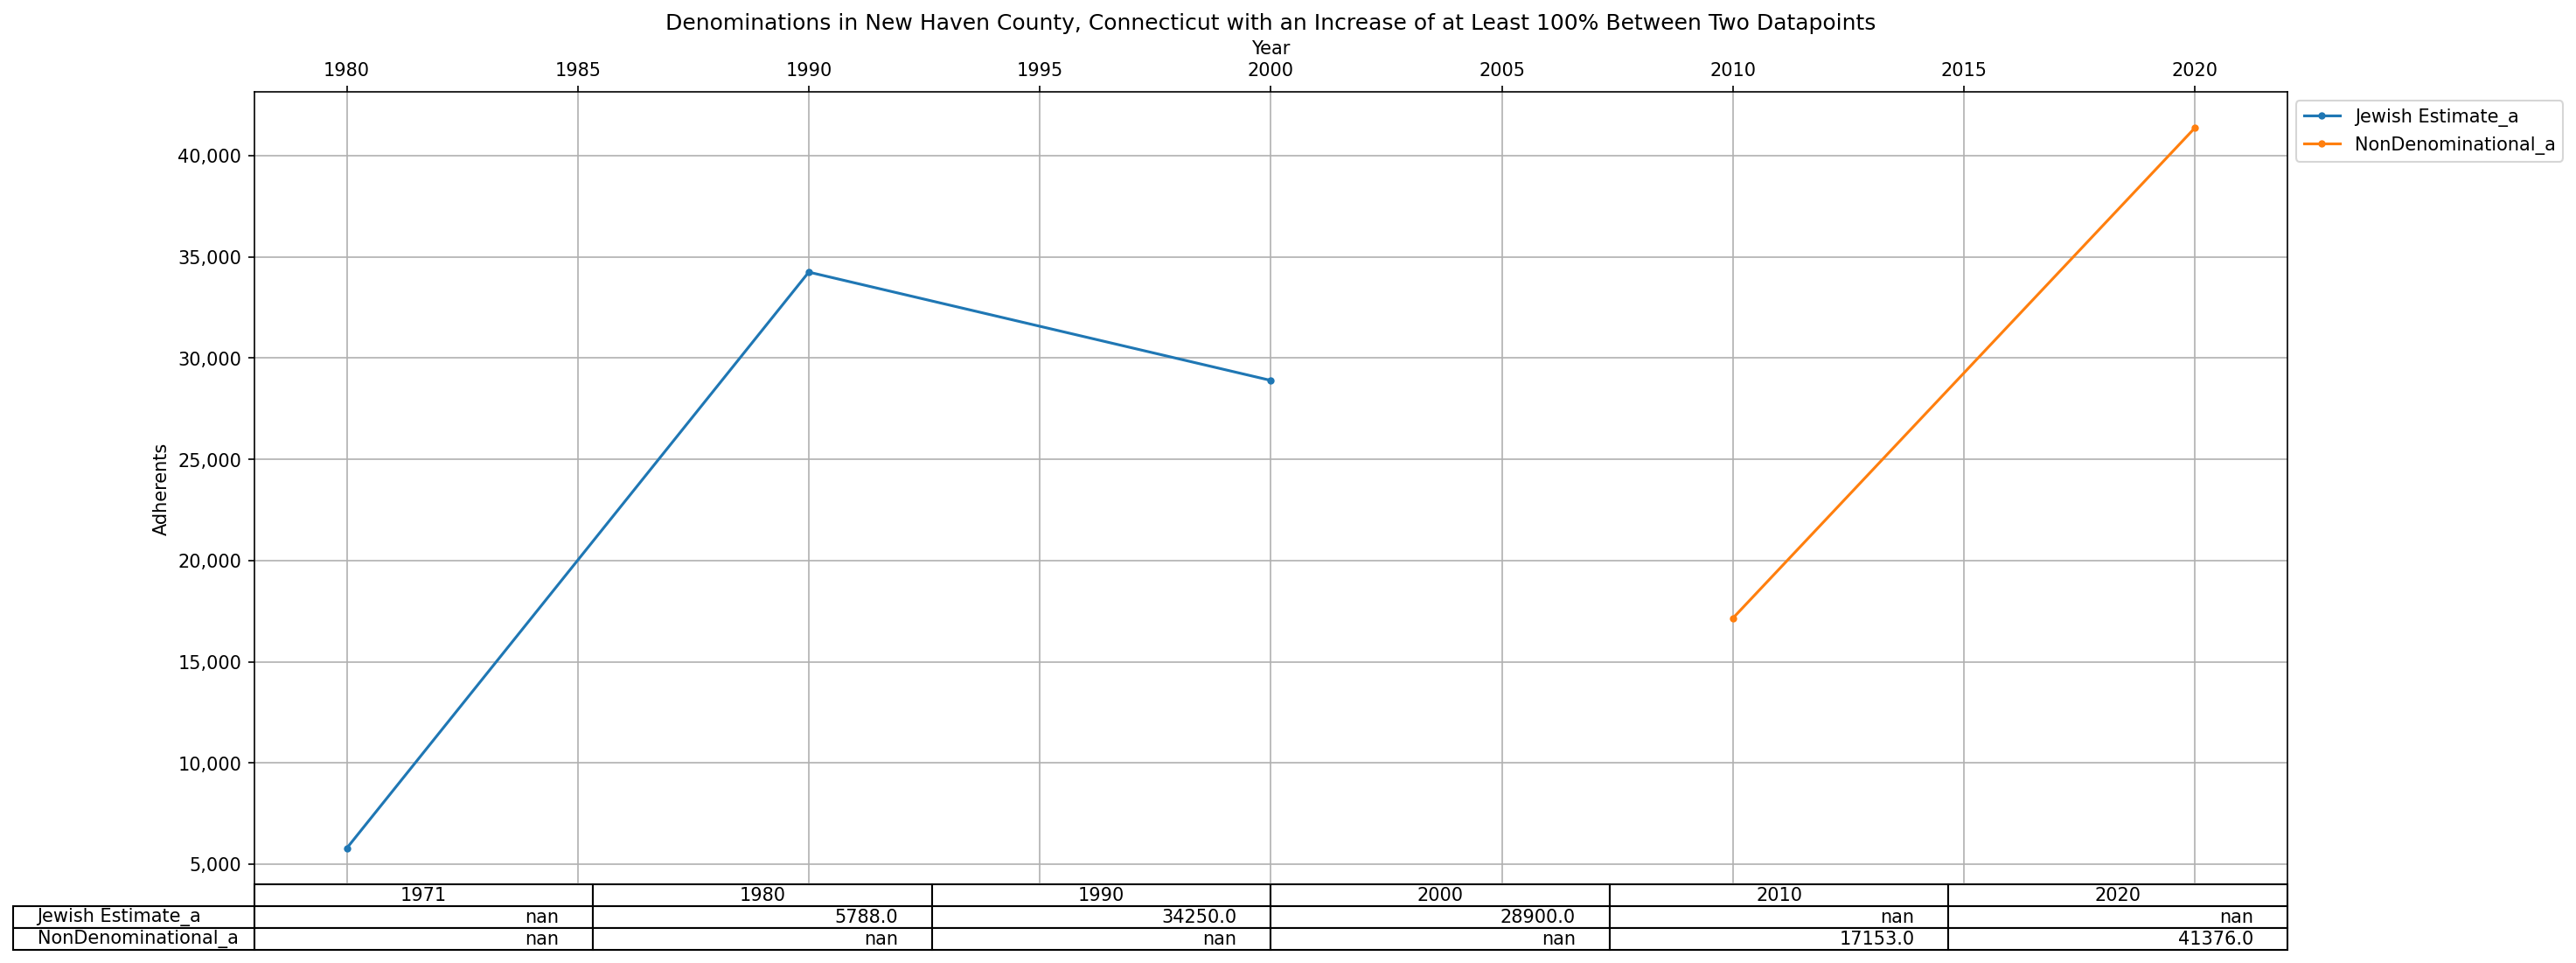 Denominations in New Haven County, Connecticut with an Increase of at Least 100% Between Two Datapoints
Year
1980 1985 1990 1995 2000 2005 2010 2015 2020
Jewish Estimate_a
NonDenominational_a
Adherents
40,000
35,000
30,000
25,000
20,000
15,000
10,000
5,000
1971 1980 1990 2000 2010 2020
Jewish Estimate_a nan 5788.0 34250.0 28900.0 nan nan
NonDenominational_a nan nan nan nan 17153.0 41376.0